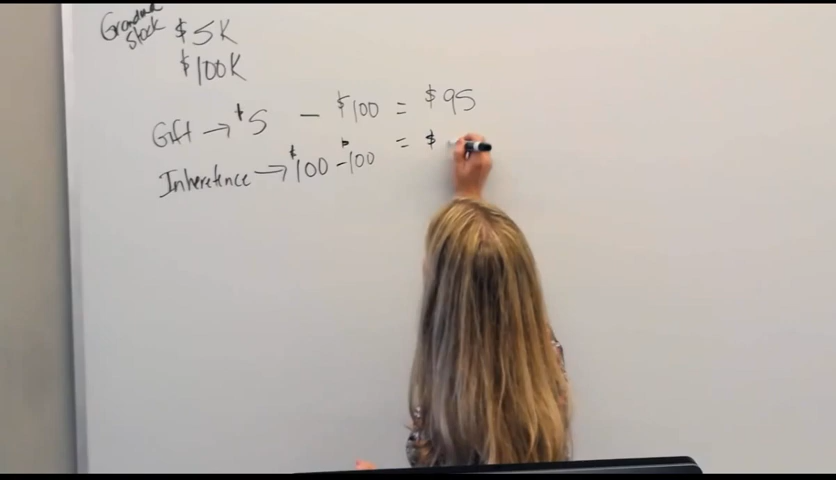 Grandma
Stock $5K
$100K
Gift → $5 - $100 = $95
Inheretence → $100 - $100 = $